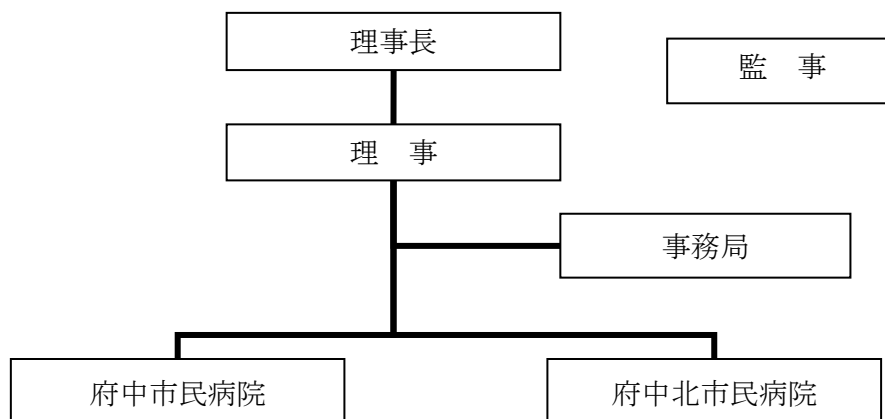 理事長
監　事
理　事
事務局
府中市民病院
府中北市民病院